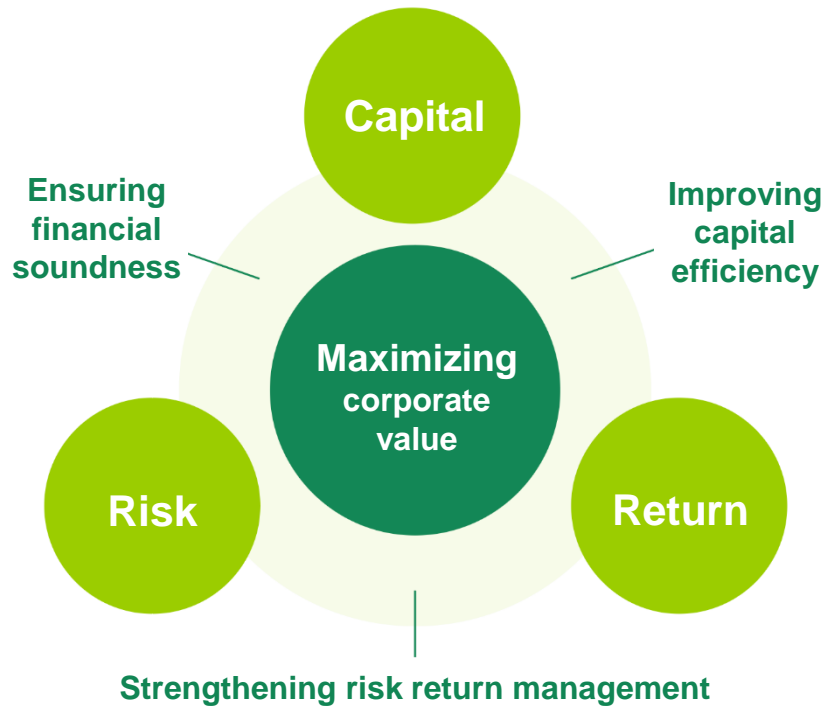 Capital
Ensuring
financial
soundness
Improving
capital
efficiency
Maximizing
corporate
value
Risk
Return
Strengthening risk return management